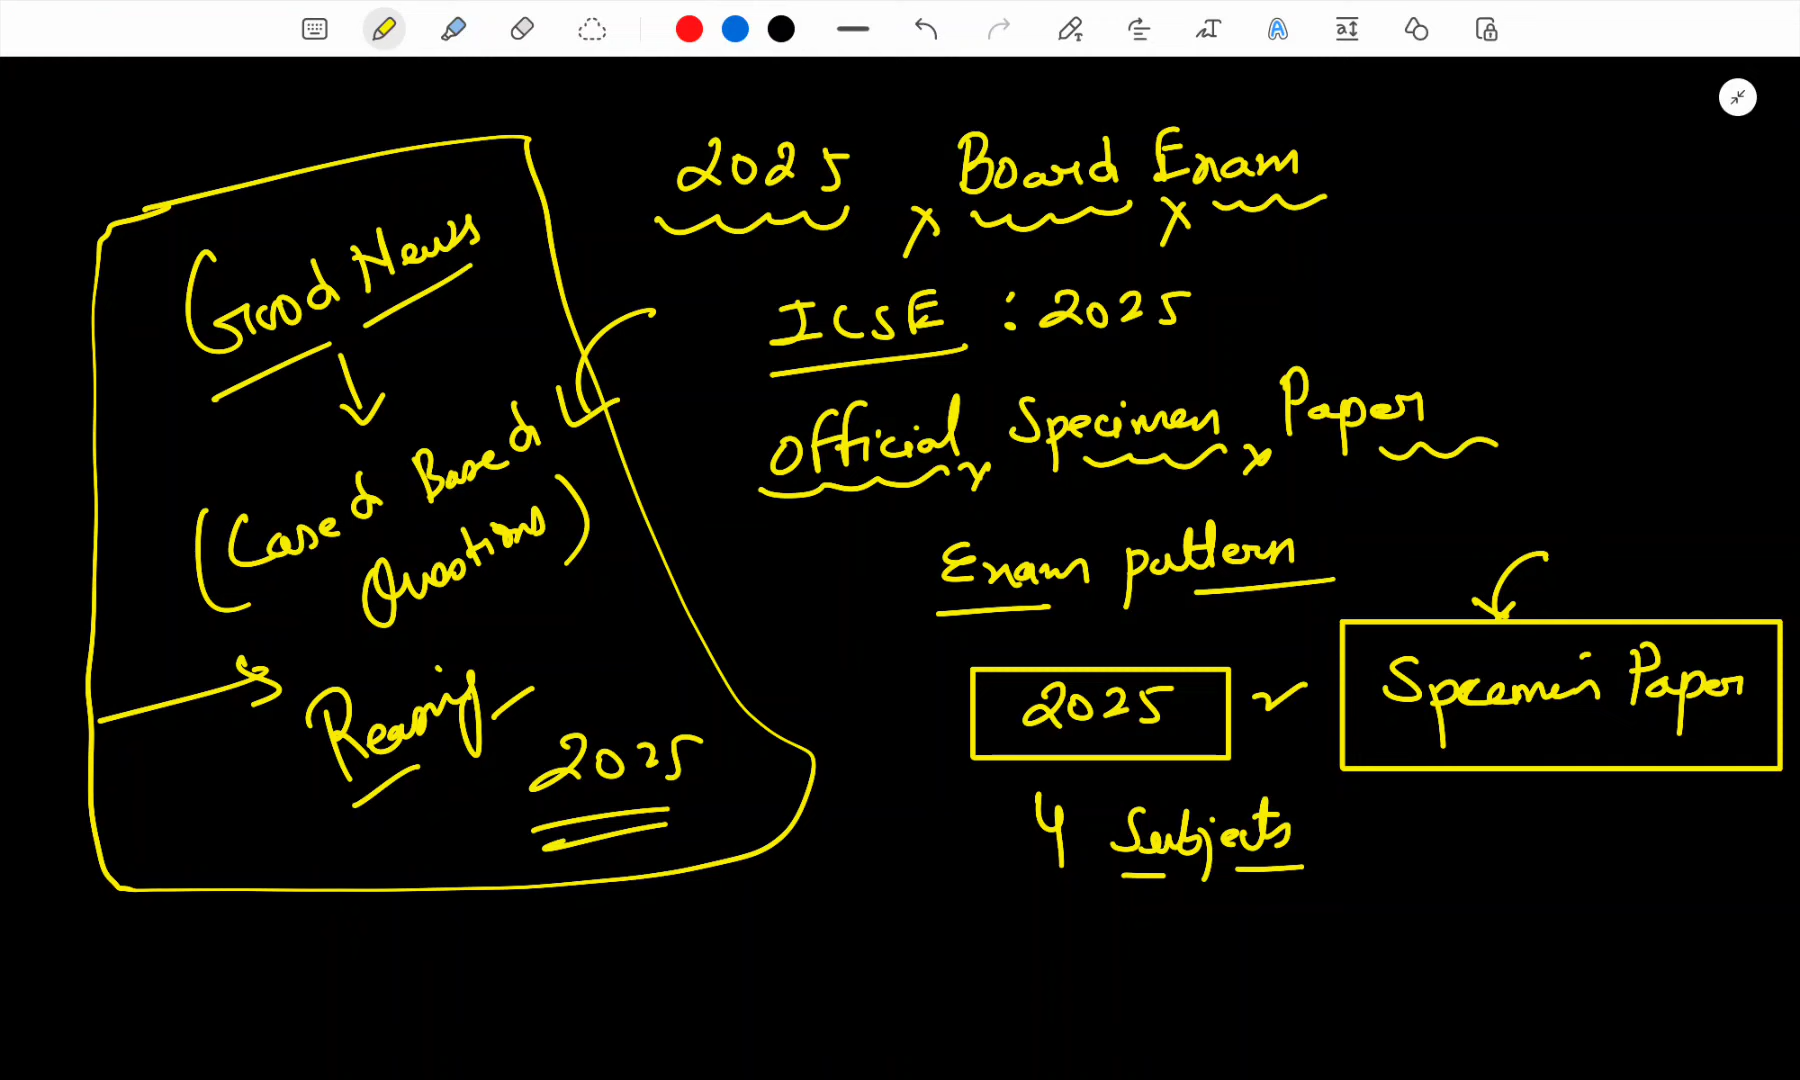 2025 Board Exam
ICSE : 2025
Official Specimen Paper
Exam pattern
2025 Specimen Paper
4 Subjects
Good News
(Cased Based
Questions)
2025